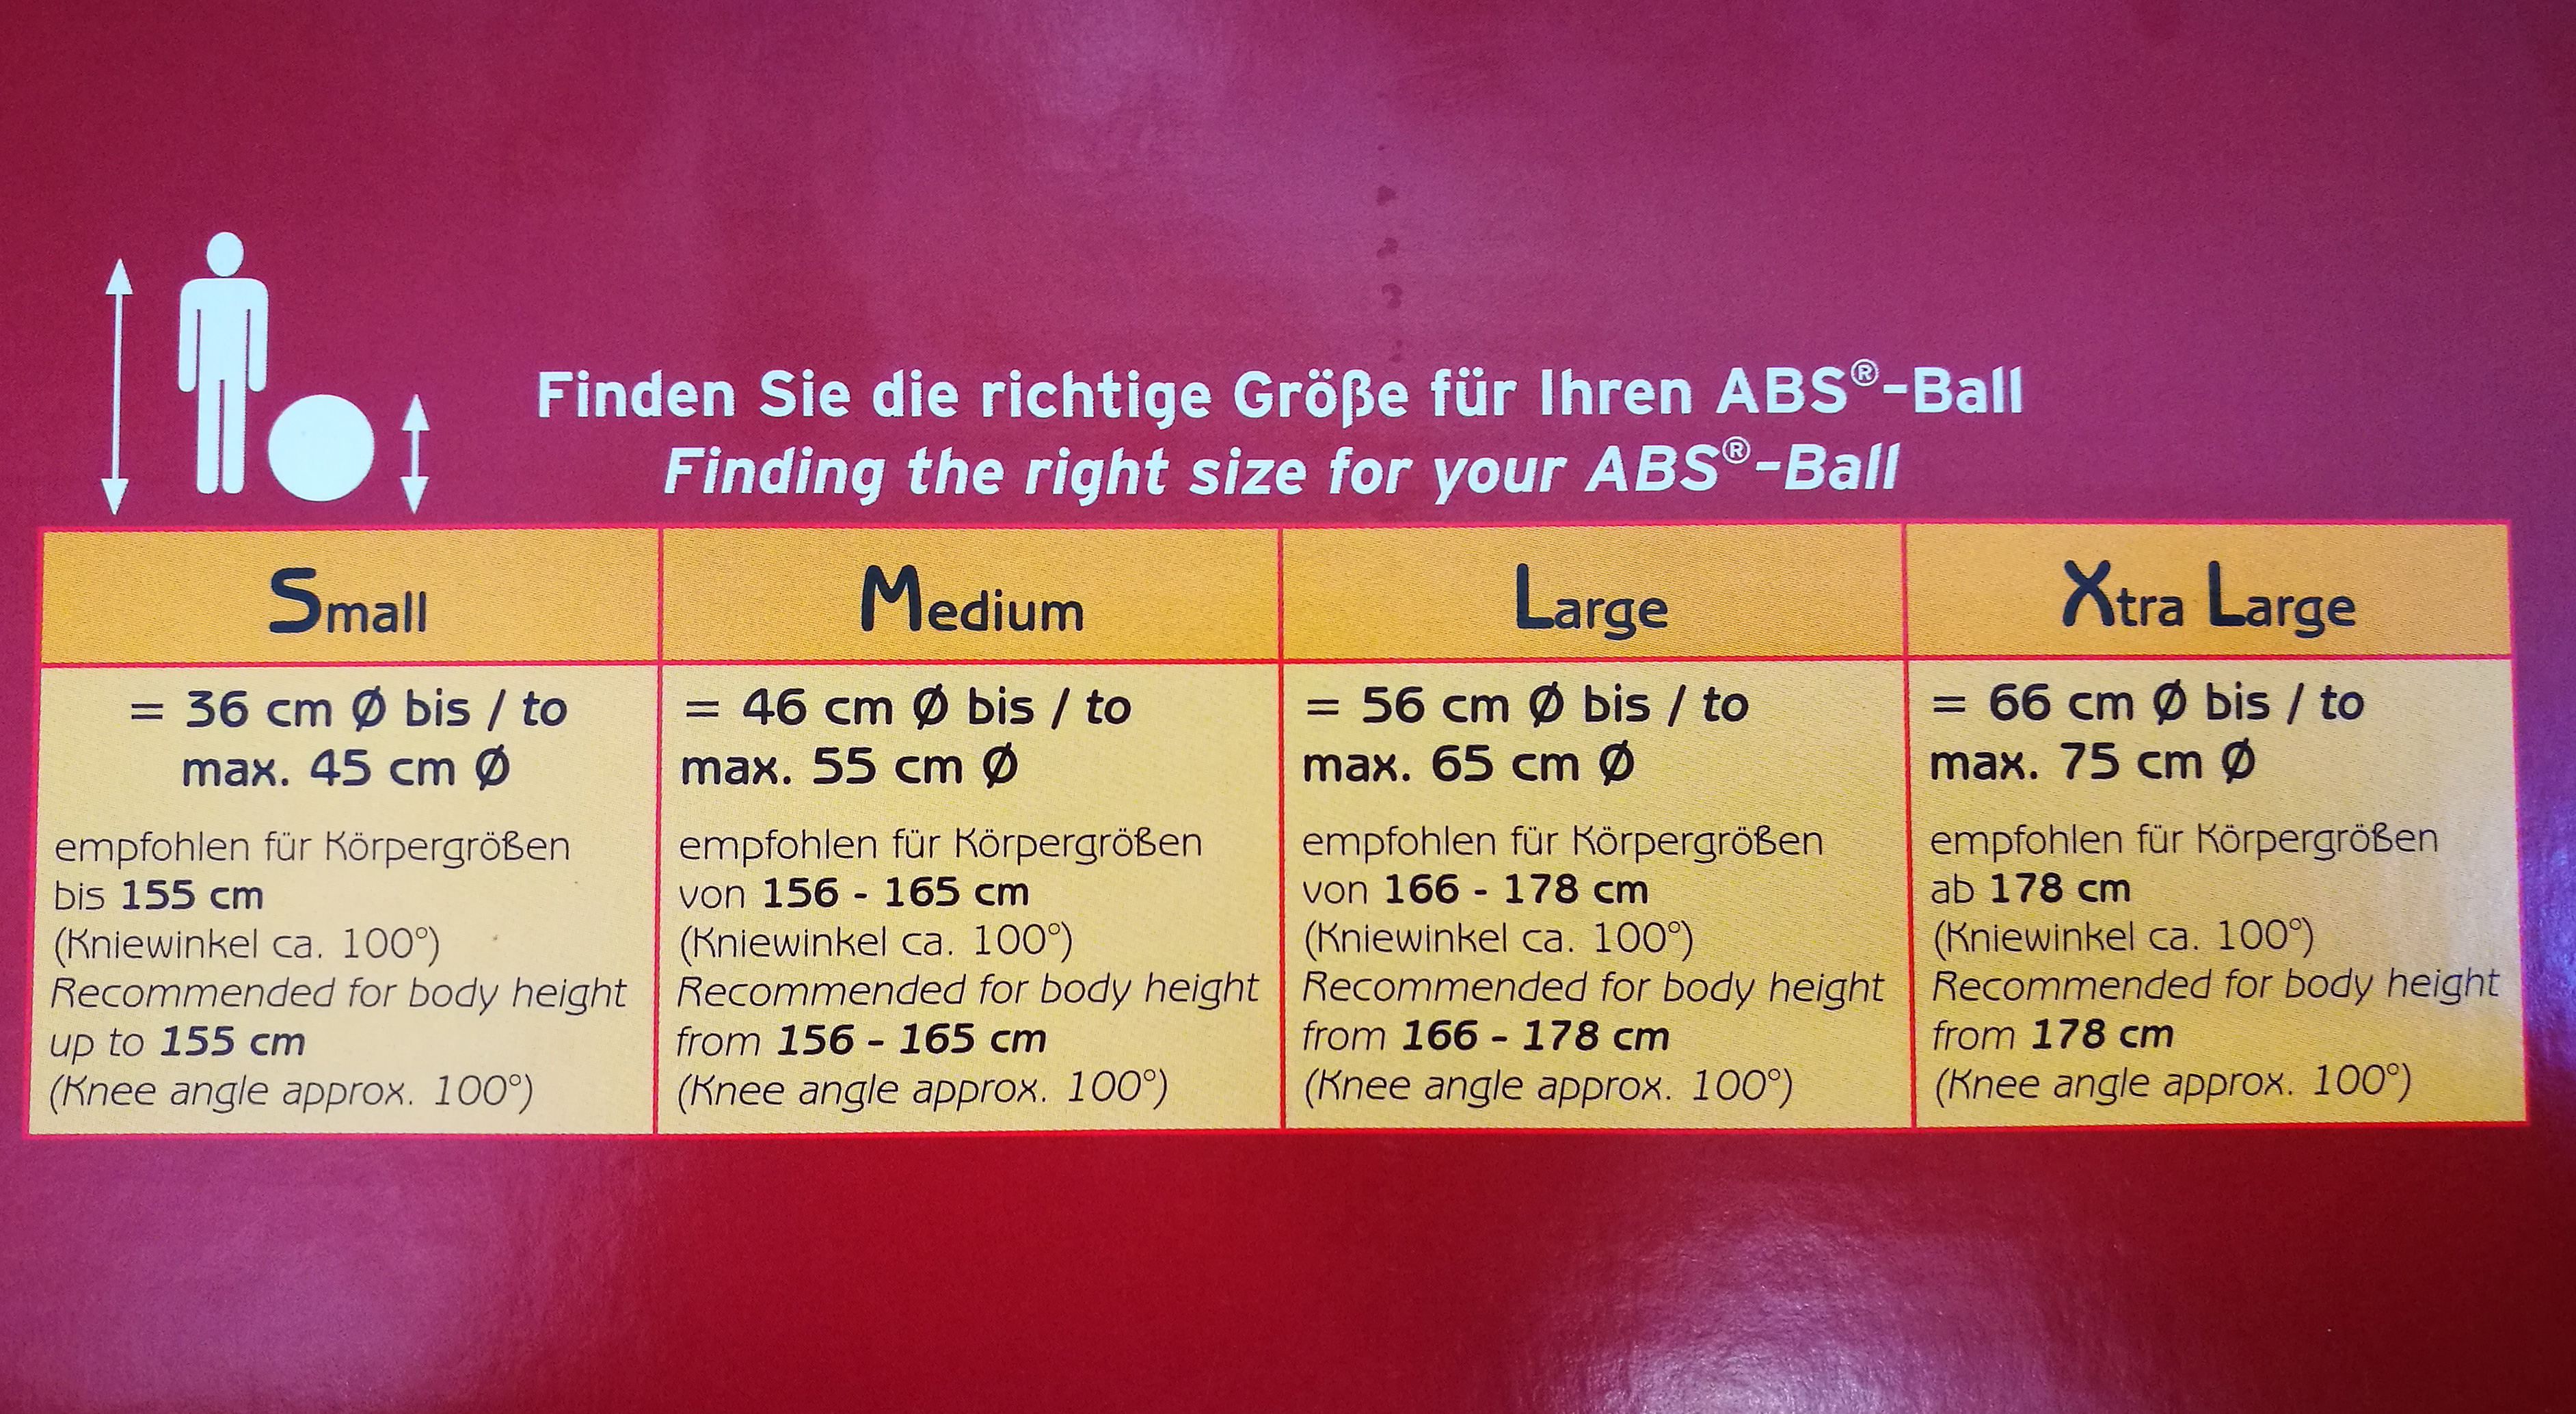 Finden Sie die richtige Größe für Ihren ABS®-Ball
Finding the right size for your ABS®-Ball
Small
= 36 cm Ø bis / to
max. 45 cm Ø
empfohlen für Körpergrößen
bis 155 cm
(Kniewinkel ca. 100°)
Recommended for body height
up to 155 cm
(Knee angle approx. 100°)
Medium
= 46 cm Ø bis / to
max. 55 cm Ø
empfohlen für Körpergrößen
von 156 - 165 cm
(Kniewinkel ca. 100°)
Recommended for body height
from 156 - 165 cm
(Knee angle approx. 100°)
Large
= 56 cm Ø bis / to
max. 65 cm Ø
empfohlen für Körpergrößen
von 166 - 178 cm
(Kniewinkel ca. 100°)
Recommended for body height
from 166 - 178 cm
(Knee angle approx. 100°)
Xtra Large
= 66 cm Ø bis / to
max. 75 cm Ø
empfohlen für Körpergrößen
ab 178 cm
(Kniewinkel ca. 100°)
Recommended for body height
from 178 cm
(Knee angle approx. 100°)